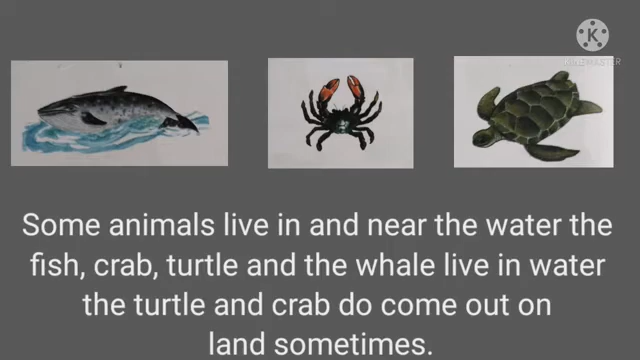 K
Some animals live in and near the water the
fish, crab, turtle and the whale live in water
the turtle and crab do come out on
land sometimes.